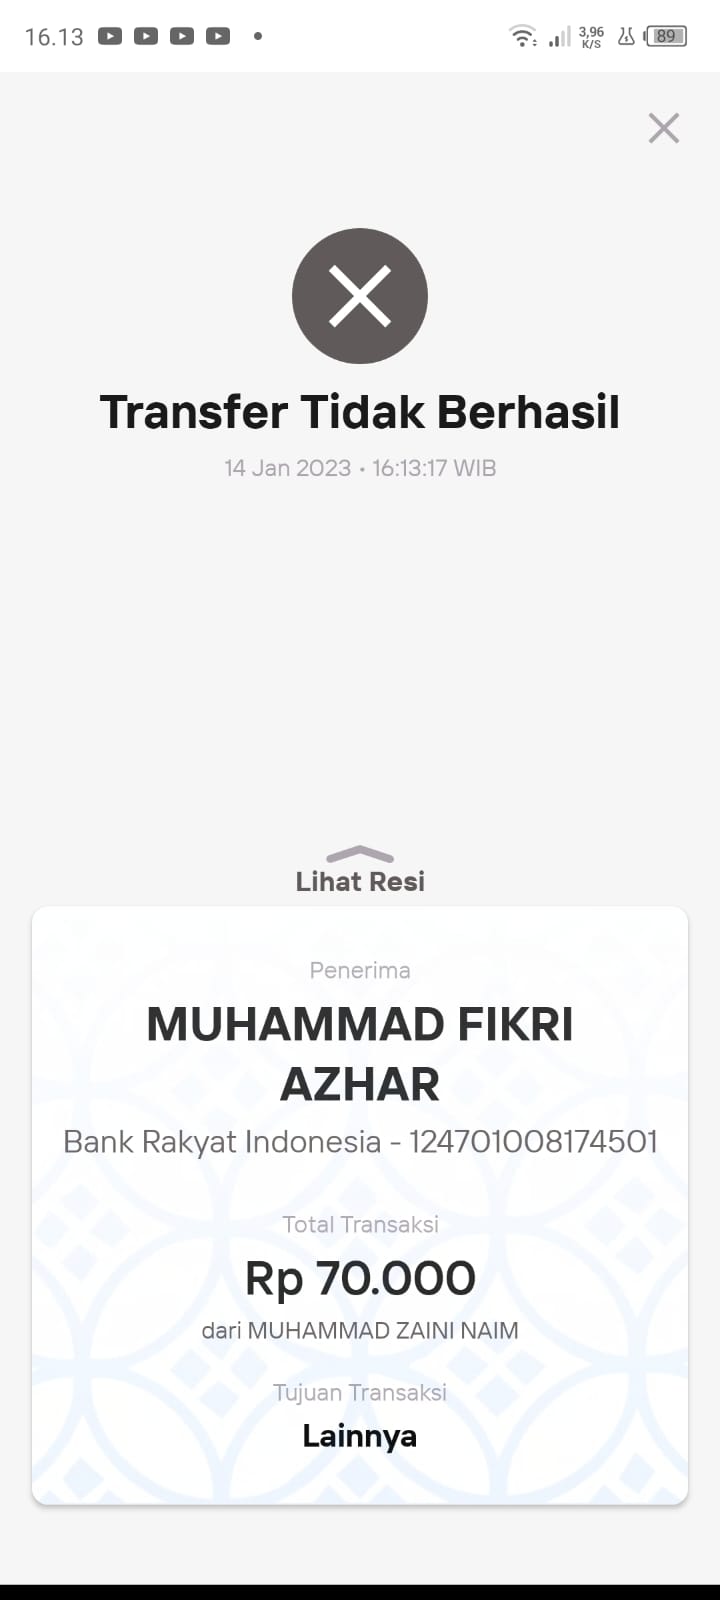 16.13
3,96
K/S
89
Transfer Tidak Berhasil
14 Jan 2023 • 16:13:17 WIB
Lihat Resi
Penerima
MUHAMMAD FIKRI
AZHAR
Bank Rakyat Indonesia - 124701008174501
Total Transaksi
Rp 70.000
dari MUHAMMAD ZAINI NAIM
Tujuan Transaksi
Lainnya